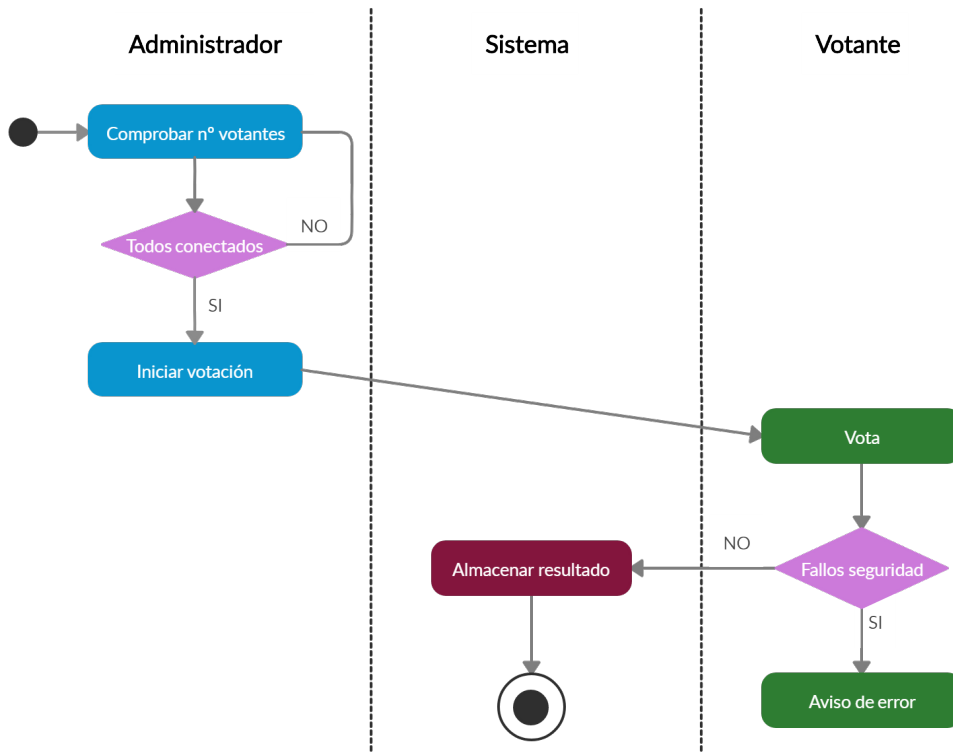 Administrador
Sistema
Votante
Comprobar nº votantes
NO
Todos conectados
SI
Iniciar votación
Vota
NO
Almacenar resultado
Fallos seguridad
SI
Aviso de error